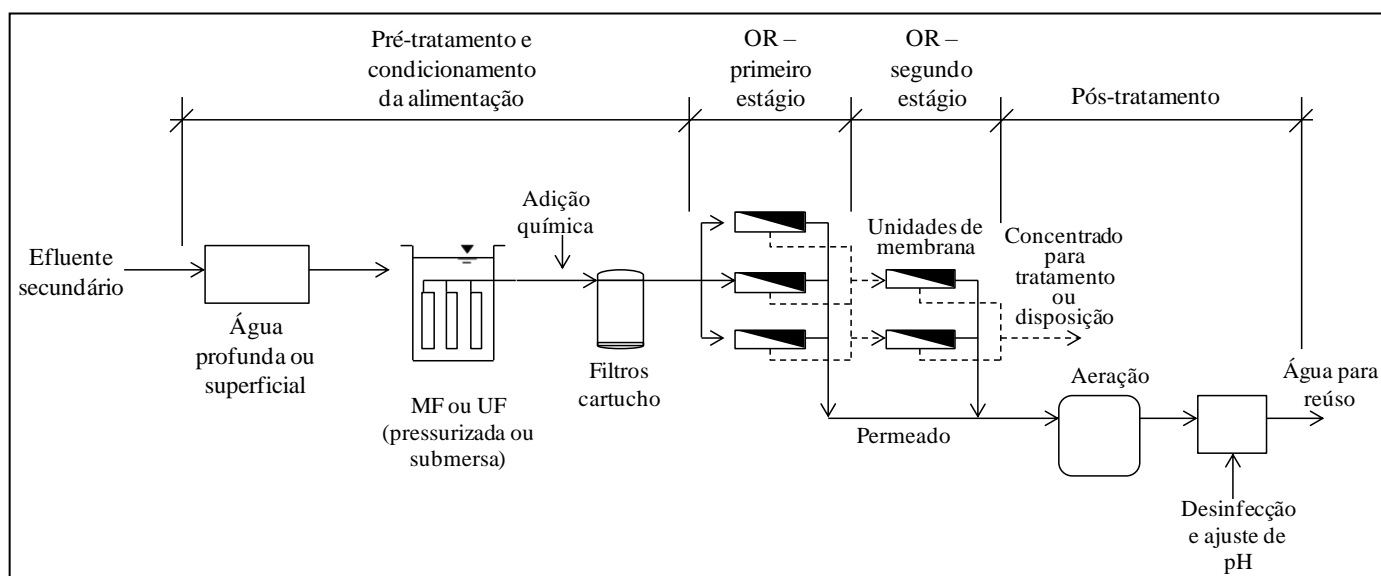 Pré-tratamento e
condicionamento
da alimentação
OR –
primeiro
estágio
OR –
segundo
estágio
Pós-tratamento
Efluente
secundário
Água
profunda ou
superficial
MF ou UF
(pressurizada ou
submersa)
Adição
química
Filtros
cartucho
Unidades de
membrana
Concentrado
para
tratamento
ou
disposição
Permeado
Aeração
Desinfecção
e ajuste de
pH
Água para
reúso